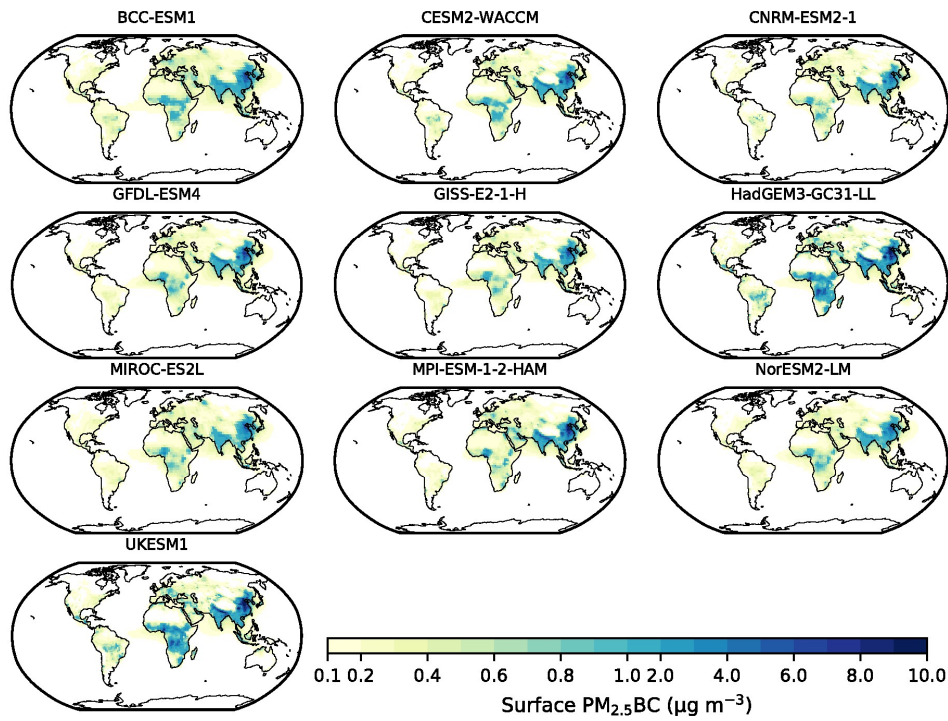 BCC-ESM1 CESM2-WACCM CNRM-ESM2-1
GFDL-ESM4 GISS-E2-1-H HadGEM3-GC31-LL
MIROC-ES2L MPI-ESM-1-2-HAM NorESM2-LM
UKESM1
0.1 0.2 0.4 0.6 0.8 1.0 2.0 4.0 6.0 8.0 10.0
Surface PM₂.₅BC (μg m⁻³)